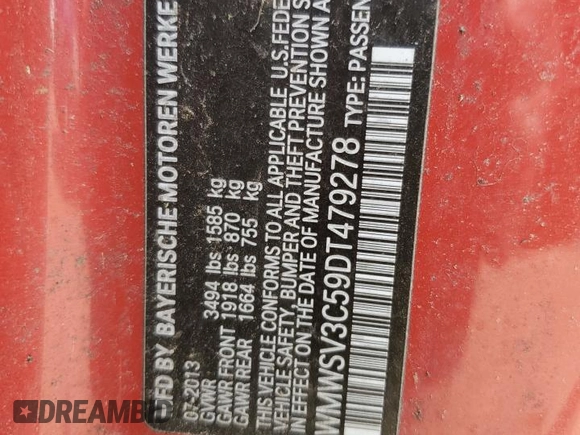 MFD BY BAYERISCHE MOTOREN WERKE
05-2013
GVWR 3494 lbs 1585 kg
GAWR FRONT 1918 lbs 870 kg
GAWR REAR 1664 lbs 755 kg
THIS VEHICLE CONFORMS TO ALL APPLICABLE U.S.FEDE
VEHICLE SAFETY, BUMPER AND THEFT PREVENTION S
IN EFFECT ON THE DATE OF MANUFACTURE SHOWN A
WMWSV3C59DT479278 TYPE: PASSEN
DREAMBID